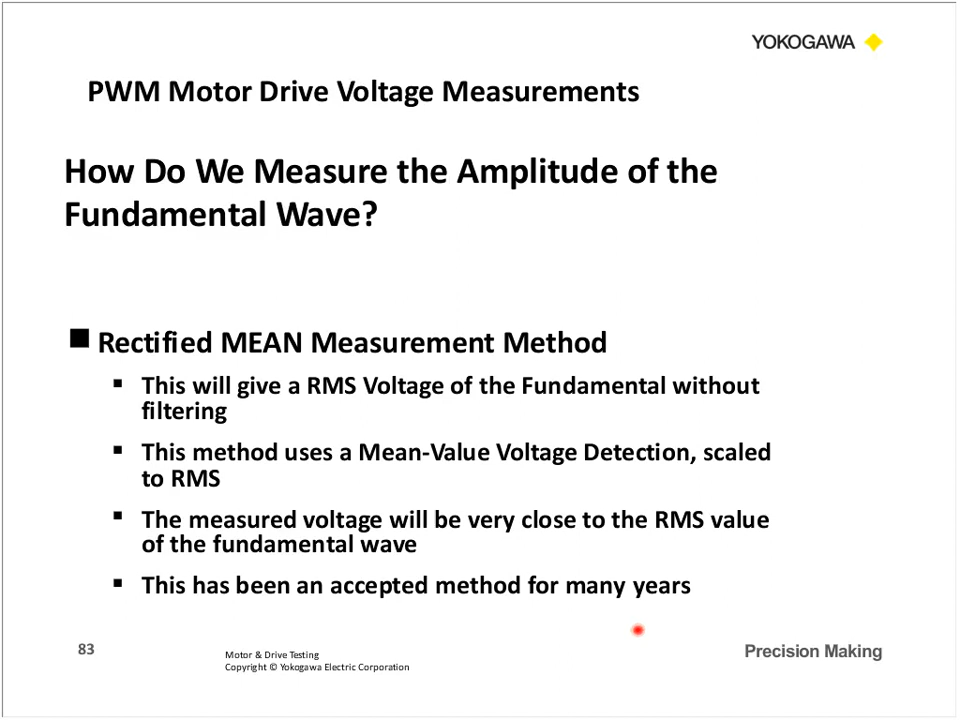 YOKOGAWA
PWM Motor Drive Voltage Measurements
How Do We Measure the Amplitude of the
Fundamental Wave?
Rectified MEAN Measurement Method
This will give a RMS Voltage of the Fundamental without
filtering
This method uses a Mean-Value Voltage Detection, scaled
to RMS
The measured voltage will be very close to the RMS value
of the fundamental wave
This has been an accepted method for many years
83
Motor & Drive Testing
Copyright © Yokogawa Electric Corporation
Precision Making